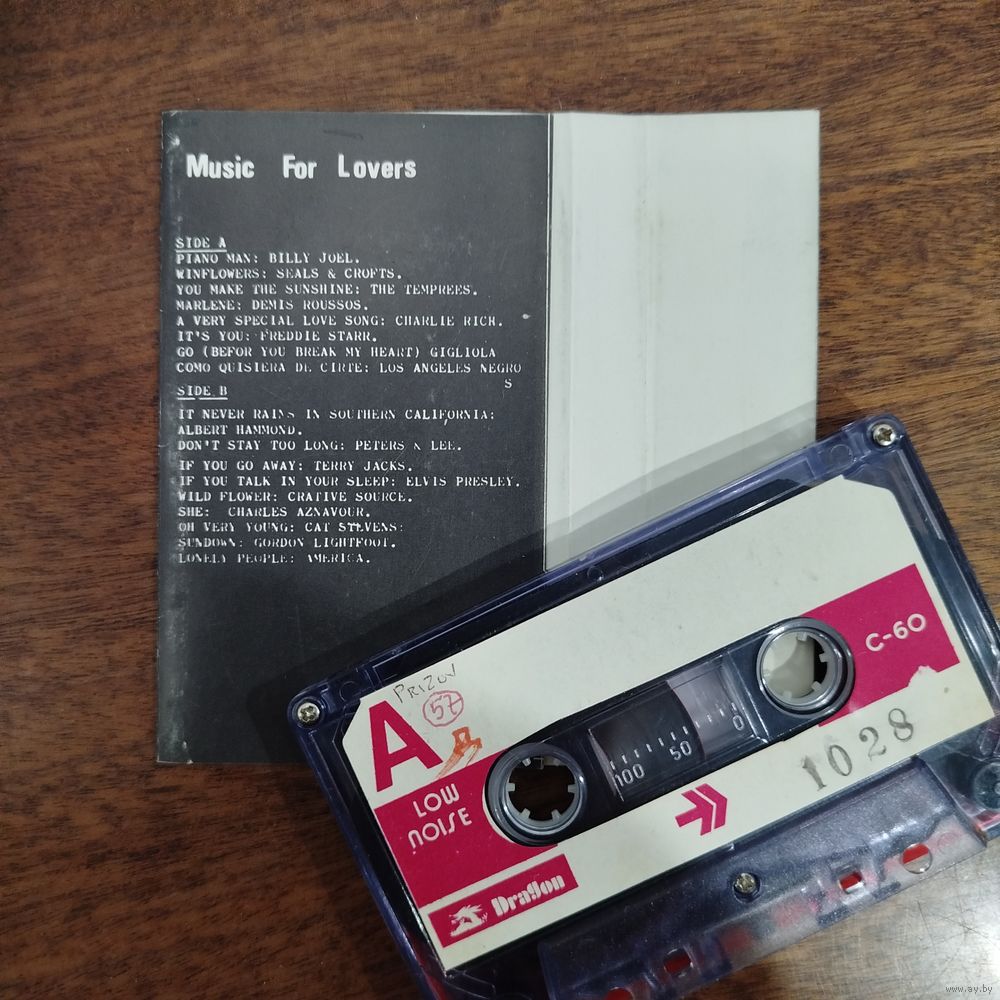 Music For Lovers
SIDE A
PIANO MAN: BILLY JOEL.
WINFLOWERS: SEALS & CROFTS.
YOU MAKE THE SUNSHINE: THE TEMPREES.
MARLENE: DEMIS ROUSSOS.
A VERY SPECIAL LOVE SONG: CHARLIE RICH.
IT'S YOU: FREDDIE STARR.
GO (BEFOR YOU BREAK MY HEART) GIGLIOLA
COMO QUISIERA DE CIRTE: LOS ANGELES NEGRO
S
SIDE B
IT NEVER RAINS IN SOUTHERN CALIFORNIA:
ALBERT HAMMOND.
DON'T STAY TOO LONG: PETERS & LEE.
IF YOU GO AWAY: TERRY JACKS.
IF YOU TALK IN YOUR SLEEP: ELVIS PRESLEY.
WILD FLOWER: CRATIVE SOURCE.
SHE: CHARLES AZNAVOUR.
OH VERY YOUNG: CAT STEVENS:
SUNDOWN: GORDON LIGHTFOOT.
LONELY PEOPLE: AMERICA.
PRIZOV
57
A
C-60
LOW
NOISE
100 50 0
1028
Dragon
www.ay.by